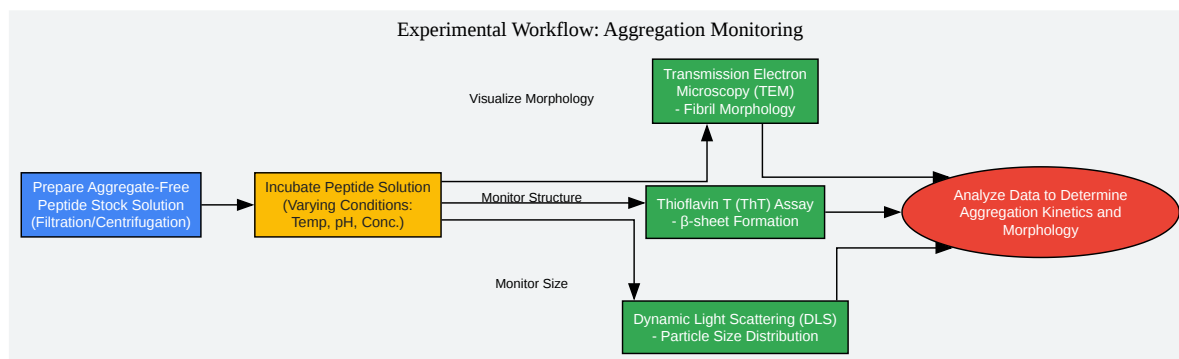 Experimental Workflow: Aggregation Monitoring
Prepare Aggregate-Free
Peptide Stock Solution
(Filtration/Centrifugation)
Incubate Peptide Solution
(Varying Conditions:
Temp, pH, Conc.)
Visualize Morphology
Monitor Structure
Monitor Size
Transmission Electron
Microscopy (TEM)
- Fibril Morphology
Thioflavin T (ThT) Assay
- β-sheet Formation
Dynamic Light Scattering (DLS)
- Particle Size Distribution
Analyze Data to Determine
Aggregation Kinetics and
Morphology